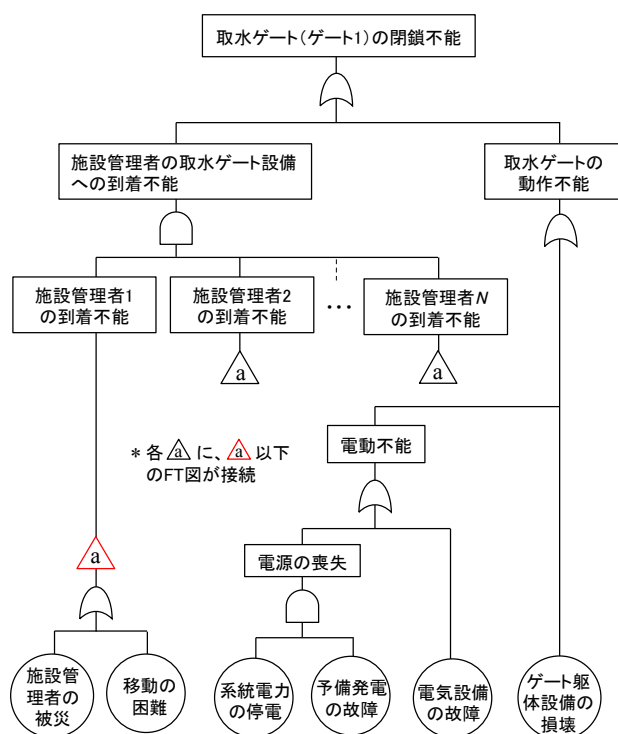 取水ゲート(ゲート1)の閉鎖不能
施設管理者の取水ゲート設備
への到着不能
取水ゲートの
動作不能
施設管理者1
の到着不能
施設管理者2
の到着不能
…
施設管理者N
の到着不能
a
a
電動不能
＊各 a に、a 以下
のFT図が接続
a
電源の喪失
施設管
理者の
被災
移動の
困難
系統電力
の停電
予備発電
の故障
電気設備
の故障
ゲート躯
体設備の
損壊